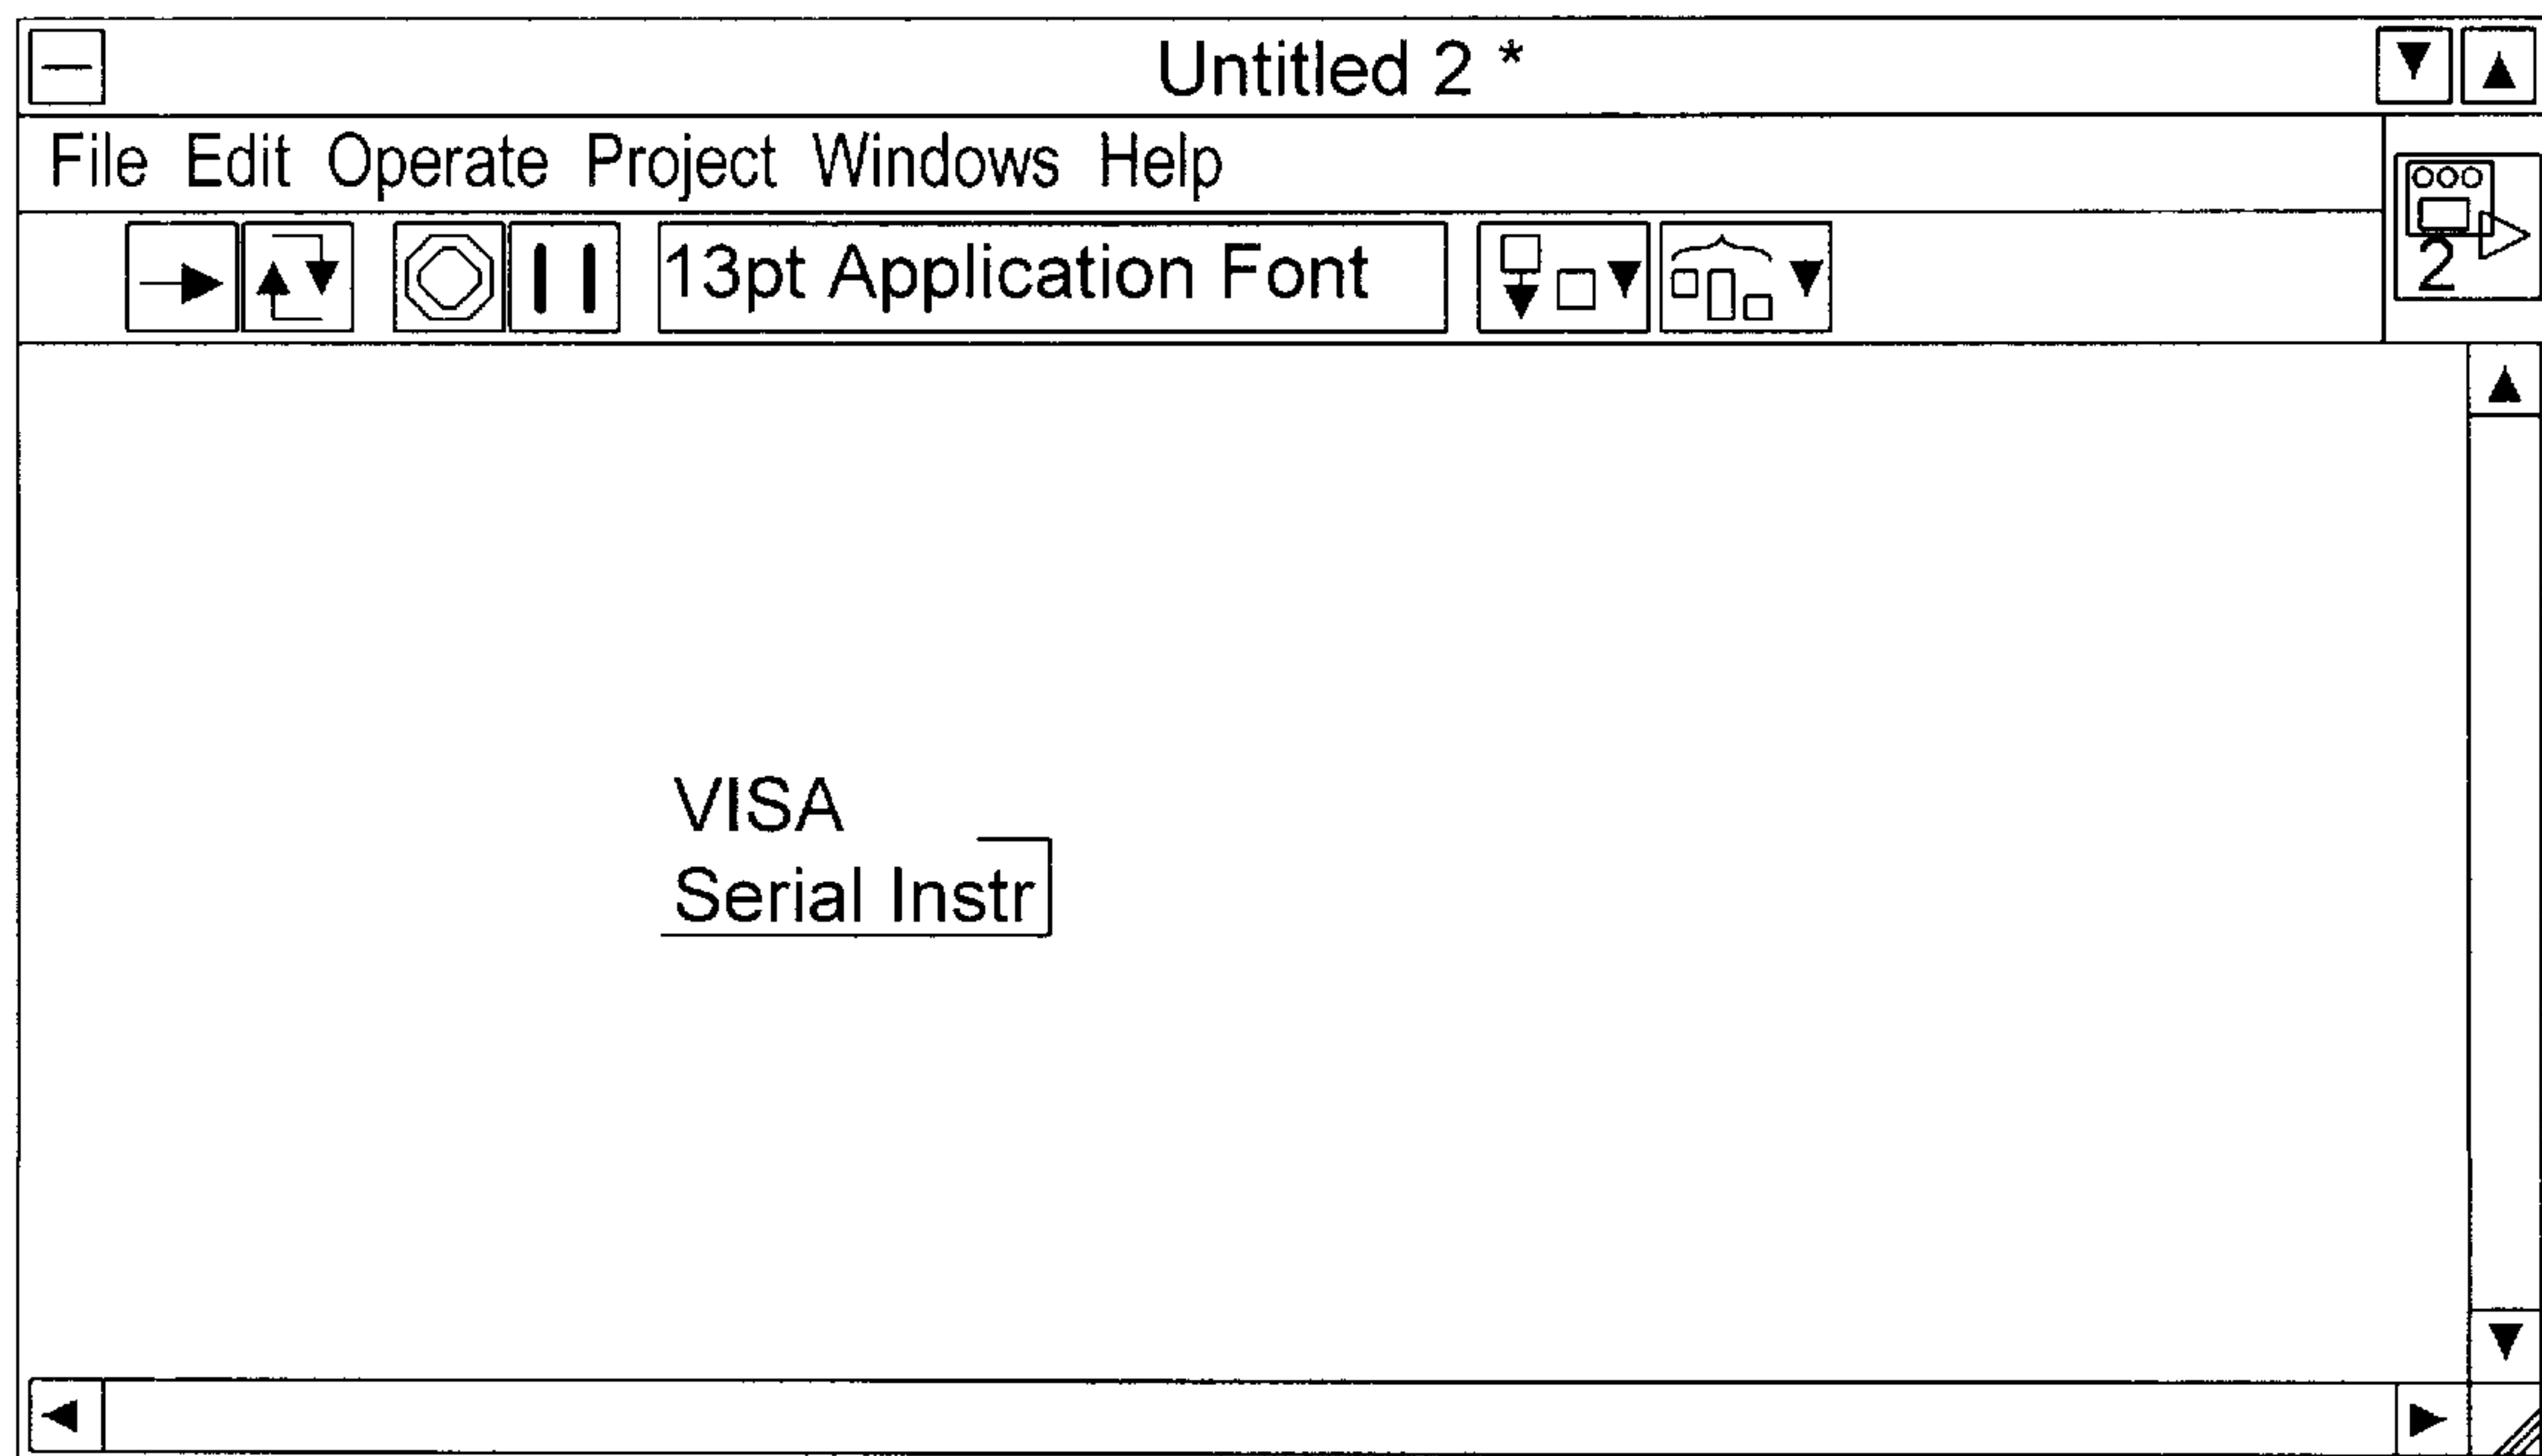 Untitled 2 *
File Edit Operate Project Windows Help
13pt Application Font
2
VISA
Serial Instr